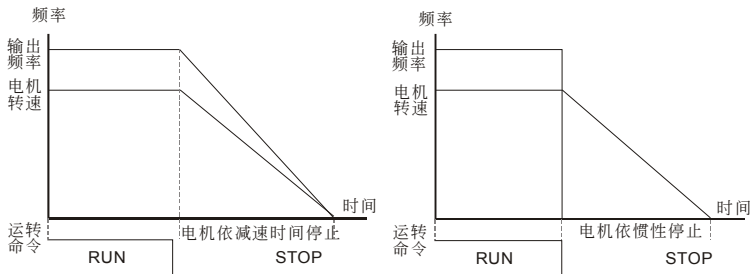 频率
输出
频率
电机
转速
时间
电机依减速时间停止
运转
命令
RUN
STOP
频率
输出
频率
电机
转速
时间
电机依惯性停止
运转
命令
RUN
STOP